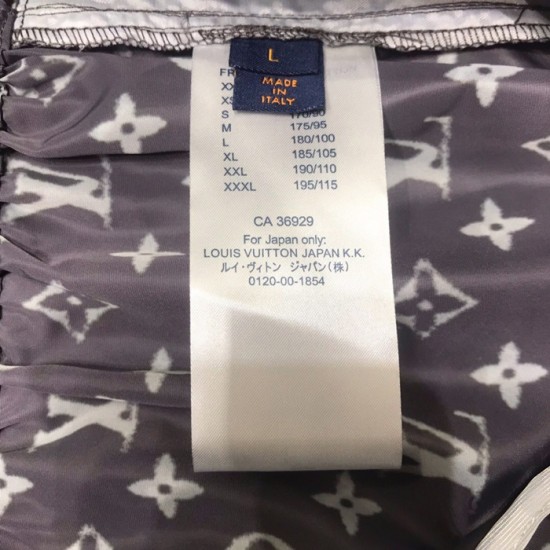 L
MADE
IN
ITALY
FR
S
M 175/95
L 180/100
XL 185/105
XXL 190/110
XXXL 195/115
CA 36929
For Japan only:
LOUIS VUITTON JAPAN K.K.
ルイ・ヴィトン ジャパン(株)
0120-00-1854